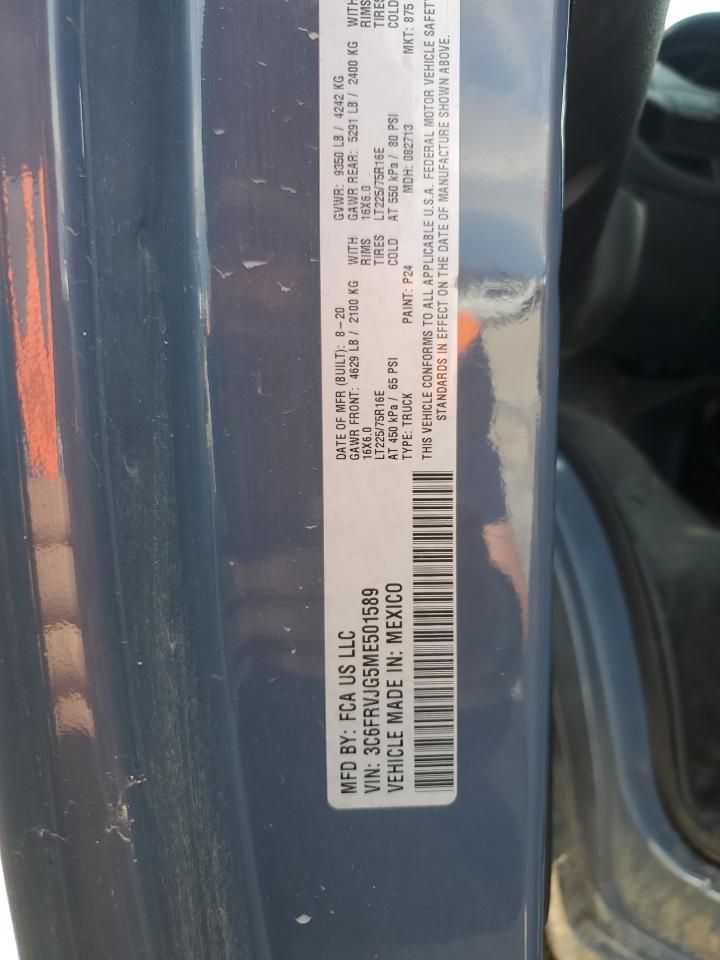 MFD BY: FCA US LLC
VIN: 3C6FRVJG5ME501589
VEHICLE MADE IN: MEXICO
DATE OF MFR (BUILT): 8-20 GVWR: 9350 LB / 4242 KG
GAWR FRONT: 4629 LB / 2100 KG WITH GAWR REAR: 5291 LB / 2400 KG WITH
16X6.0 RIMS 16X6.0 RIMS
LT225/75R16E TIRES LT225/75R16E TIRES
AT 450 kPa / 65 PSI COLD AT 550 kPa / 80 PSI COLD
TYPE: TRUCK PAINT: P24 MDH: 082713 MKT: 875
THIS VEHICLE CONFORMS TO ALL APPLICABLE U.S.A. FEDERAL MOTOR VEHICLE SAFETY
STANDARDS IN EFFECT ON THE DATE OF MANUFACTURE SHOWN ABOVE.